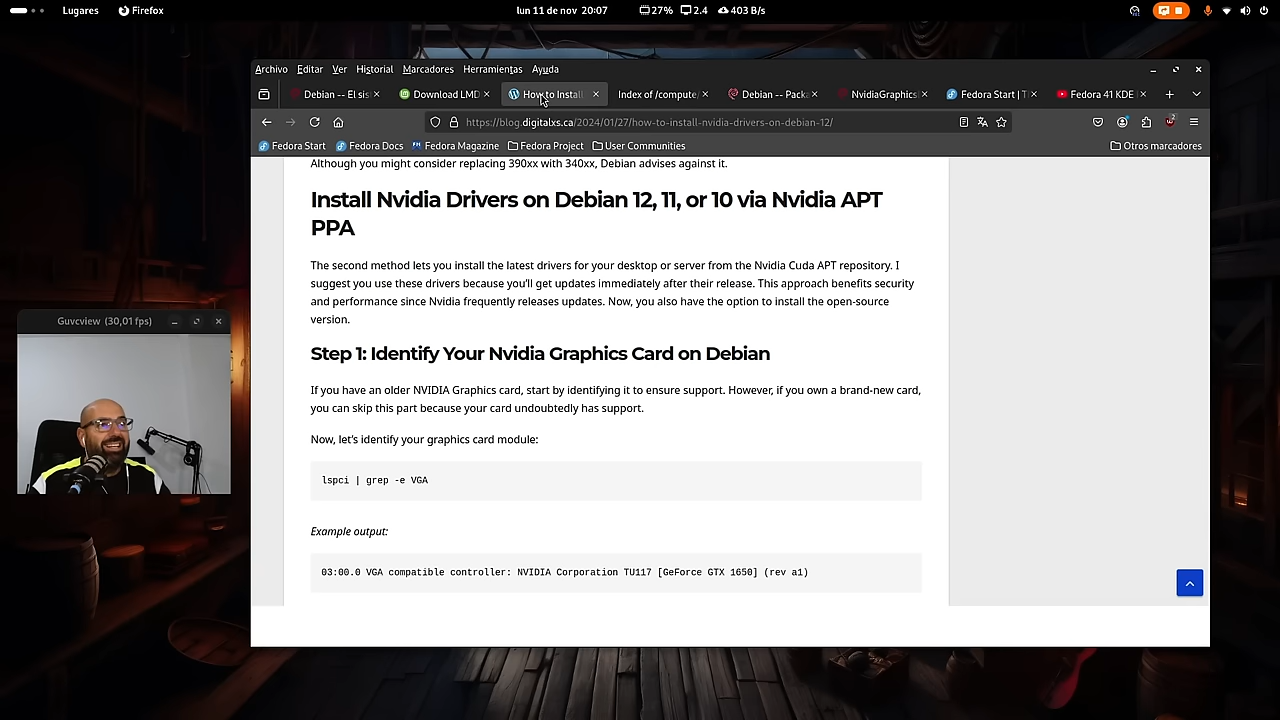 Lugares Firefox lun 11 de nov 20:07 27% 2.4 403 B/s
Archivo Editar Ver Historial Marcadores Herramientas Ayuda
Debian -- El sis Download LMD How to Install Index of /compute/ Debian -- Packa NvidiaGraphics Fedora Start | T Fedora 41 KDE
https://blog.digitalxs.ca/2024/01/27/how-to-install-nvidia-drivers-on-debian-12/
2
Fedora Start Fedora Docs Fedora Magazine Fedora Project User Communities Otros marcadores
Although you might consider replacing 390xx with 340xx, Debian advises against it.
Install Nvidia Drivers on Debian 12, 11, or 10 via Nvidia APT
PPA
The second method lets you install the latest drivers for your desktop or server from the Nvidia Cuda APT repository. I
suggest you use these drivers because you'll get updates immediately after their release. This approach benefits security
and performance since Nvidia frequently releases updates. Now, you also have the option to install the open-source
version.
Guvcview (30,01 fps)
Step 1: Identify Your Nvidia Graphics Card on Debian
If you have an older NVIDIA Graphics card, start by identifying it to ensure support. However, if you own a brand-new card,
you can skip this part because your card undoubtedly has support.
Now, let's identify your graphics card module:
lspci | grep -e VGA
Example output:
03:00.0 VGA compatible controller: NVIDIA Corporation TU117 [GeForce GTX 1650] (rev a1)